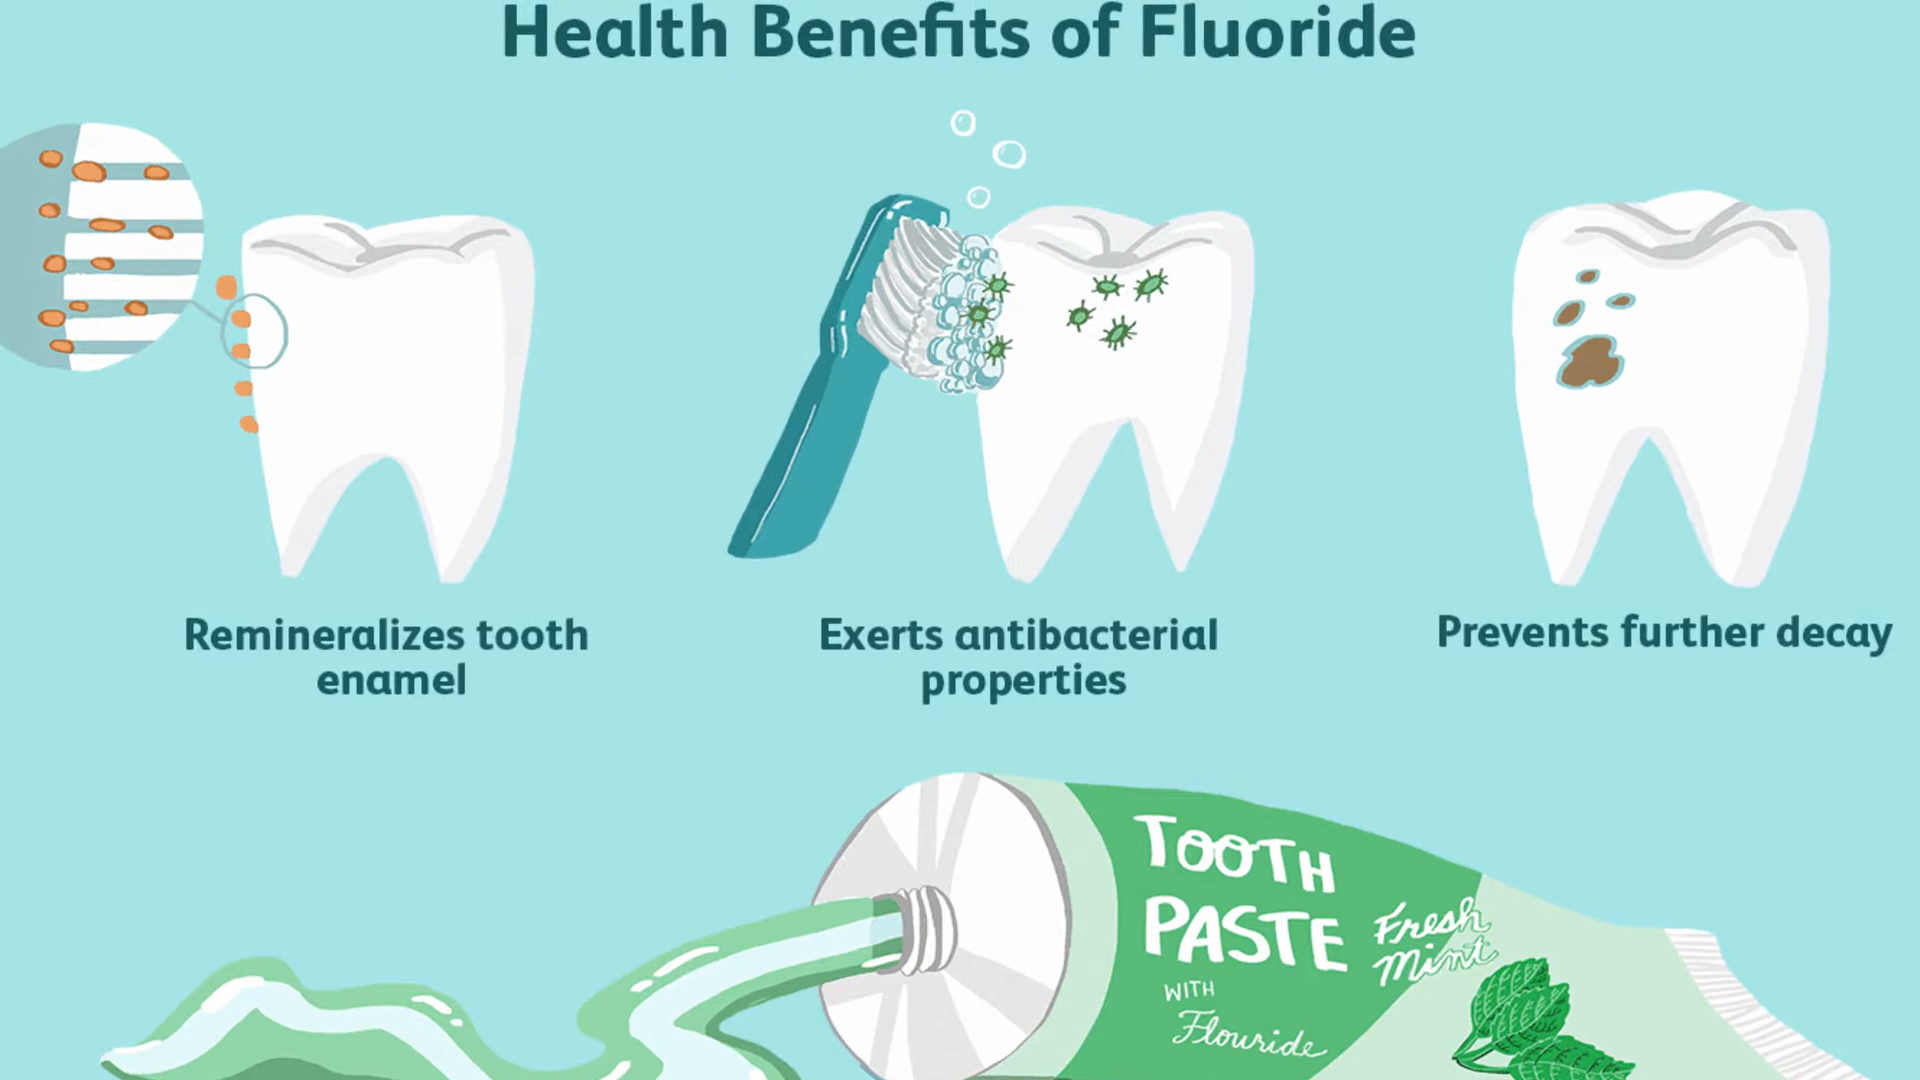 Health Benefits of Fluoride
Remineralizes tooth
enamel
Exerts antibacterial
properties
Prevents further decay
TOOTH
PASTE
WITH
Flouride
Fresh
Mint